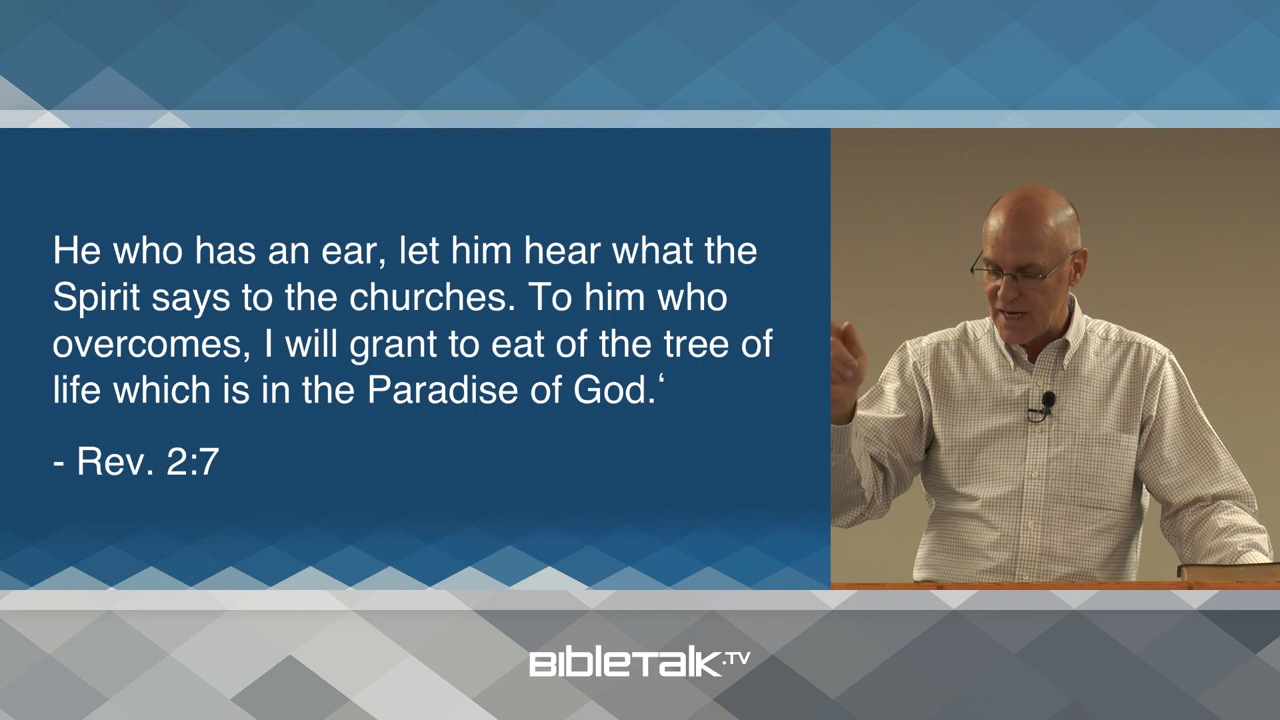 He who has an ear, let him hear what the
Spirit says to the churches. To him who
overcomes, I will grant to eat of the tree of
life which is in the Paradise of God.‘
- Rev. 2:7
BIBLETALK.TV